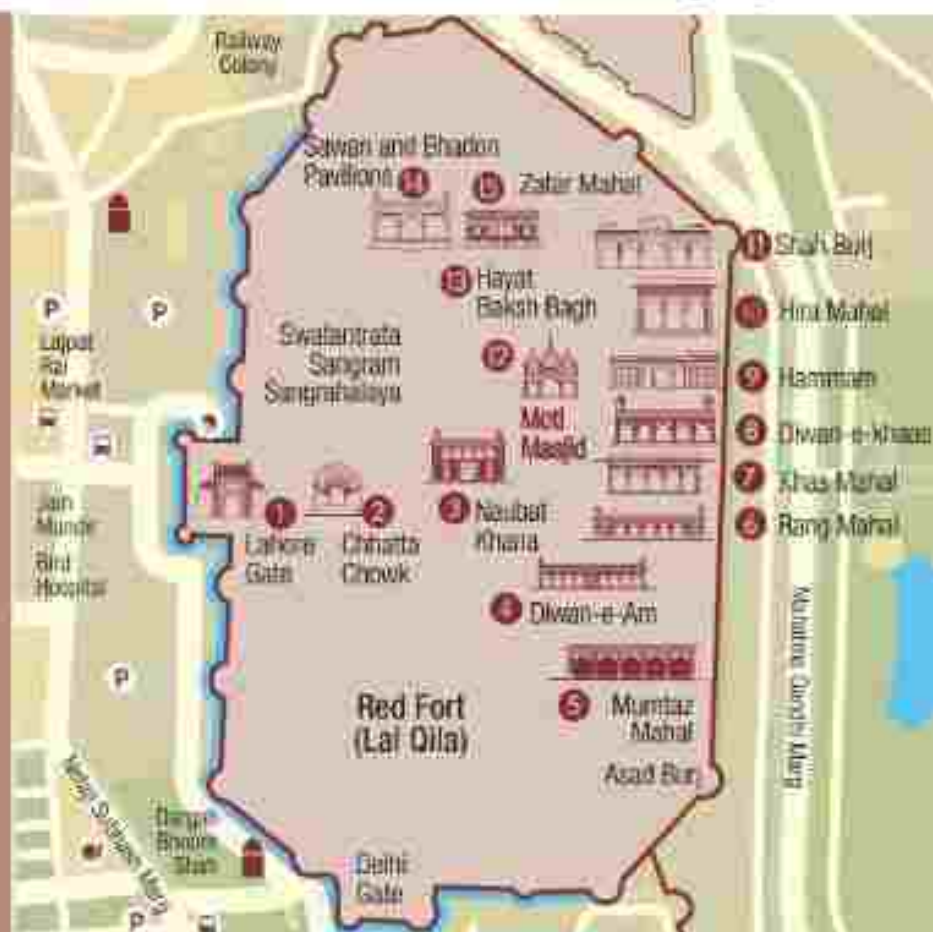 Railway
Colony
Sawan and Bhadon
Pavilions 14
15 Zafar Mahal
11 Shah Burj
13 Hayat
Baksh Bagh
10 Hira Mahal
P
P
Lajpat
Rai
Market
Swatantrata
Sangram
Sangrahalaya
12
Moti
Masjid
9 Hammam
8 Diwan-e-khaas
7 Khas Mahal
6 Rang Mahal
Jain
Mandir
Bird
Hospital
1
Lahore
Gate
2
Chhatta
Chowk
3 Naubat
Khana
4 Diwan-e-Am
P
Red Fort
(Lal Qila)
5 Mumtaz
Mahal
Asad Burj
Mahatma Gandhi Marg
Netaji Subhash Marg
Delhi
Gate
P